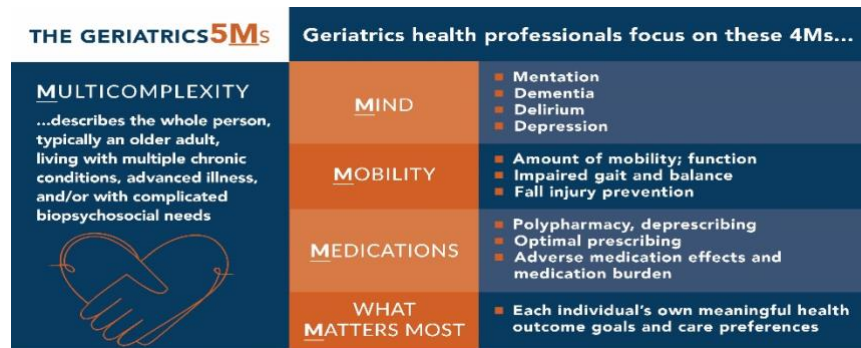 THE GERIATRICS5Ms
Geriatrics health professionals focus on these 4Ms...
MULTICOMPLEXITY
...describes the whole person,
typically an older adult,
living with multiple chronic
conditions, advanced illness,
and/or with complicated
biopsychosocial needs
MIND
Mentation
Dementia
Delirium
Depression
MOBILITY
Amount of mobility; function
Impaired gait and balance
Fall injury prevention
MEDICATIONS
Polypharmacy, deprescribing
Optimal prescribing
Adverse medication effects and
medication burden
WHAT
MATTERS MOST
Each individual's own meaningful health
outcome goals and care preferences